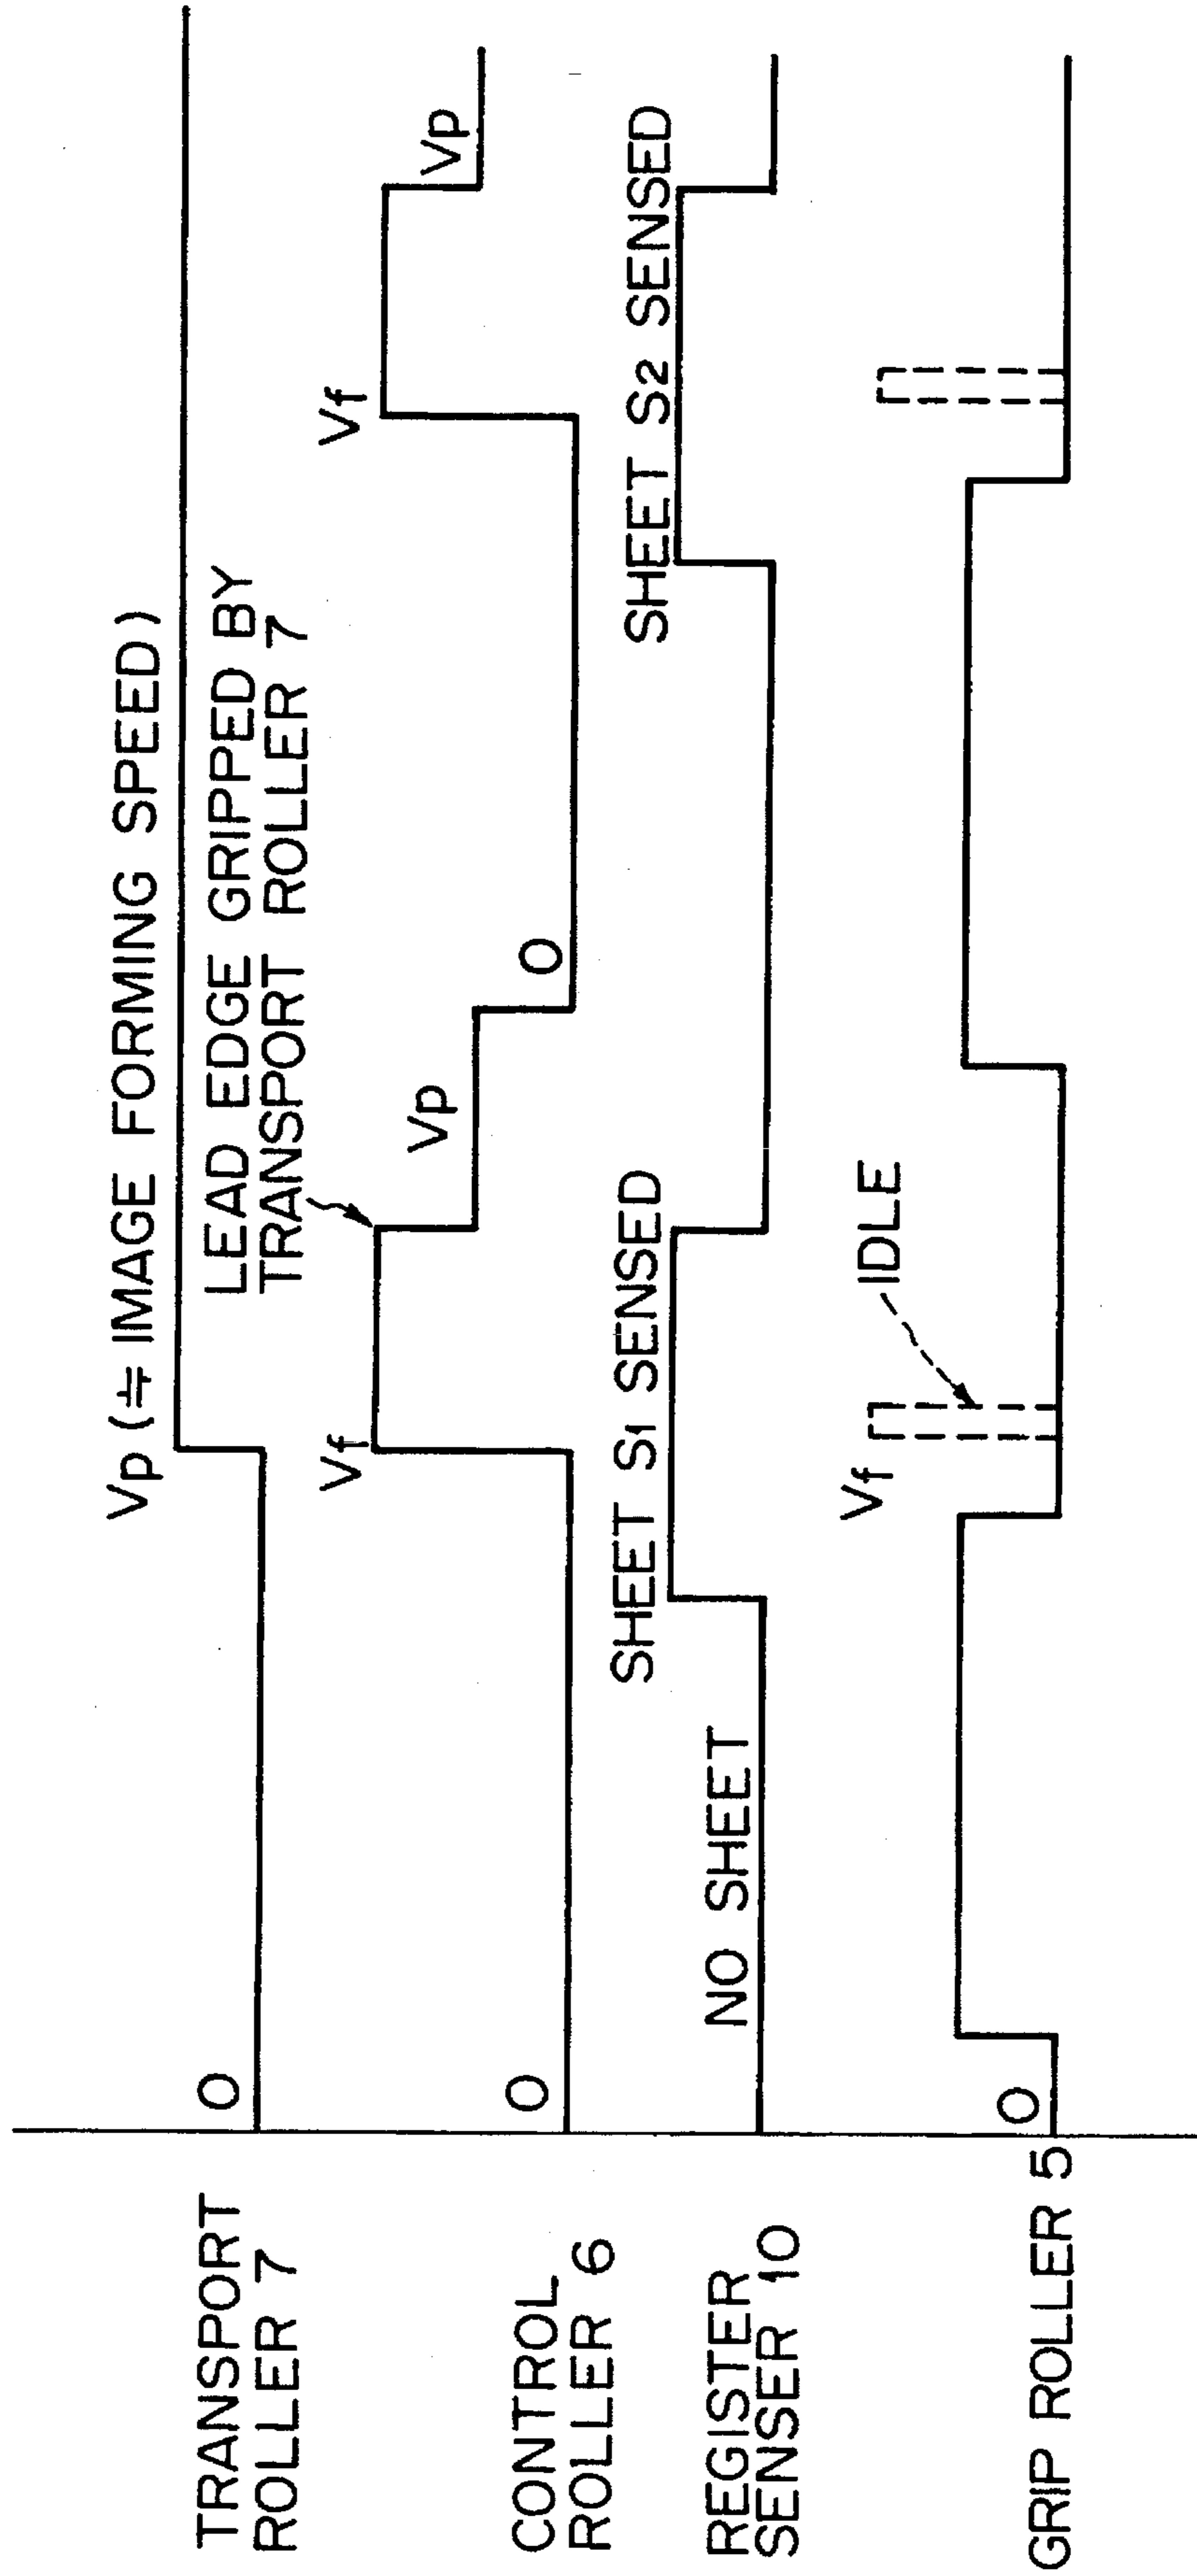 TRANSPORT
ROLLER 7
0
Vp (≒ IMAGE FORMING SPEED)
LEAD EDGE GRIPPED BY
TRANSPORT ROLLER 7
CONTROL
ROLLER 6
0
Vf
Vp
0
Vf
Vp
REGISTER
SENSER 10
NO SHEET
SHEET S1 SENSED
SHEET S2 SENSED
GRIP ROLLER 5
0
Vf
IDLE